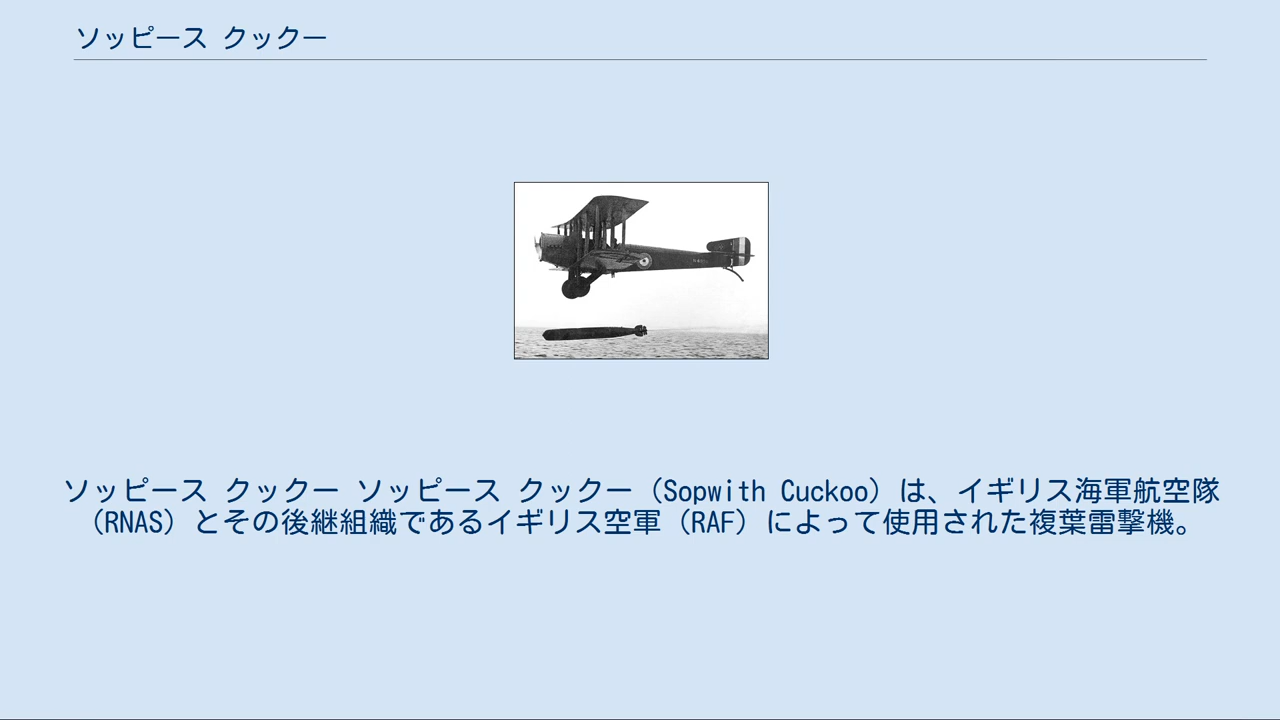 ソッピース クックー
ソッピース クックー ソッピース クックー（Sopwith Cuckoo）は、イギリス海軍航空隊
（RNAS）とその後継組織であるイギリス空軍（RAF）によって使用された複葉雷撃機。